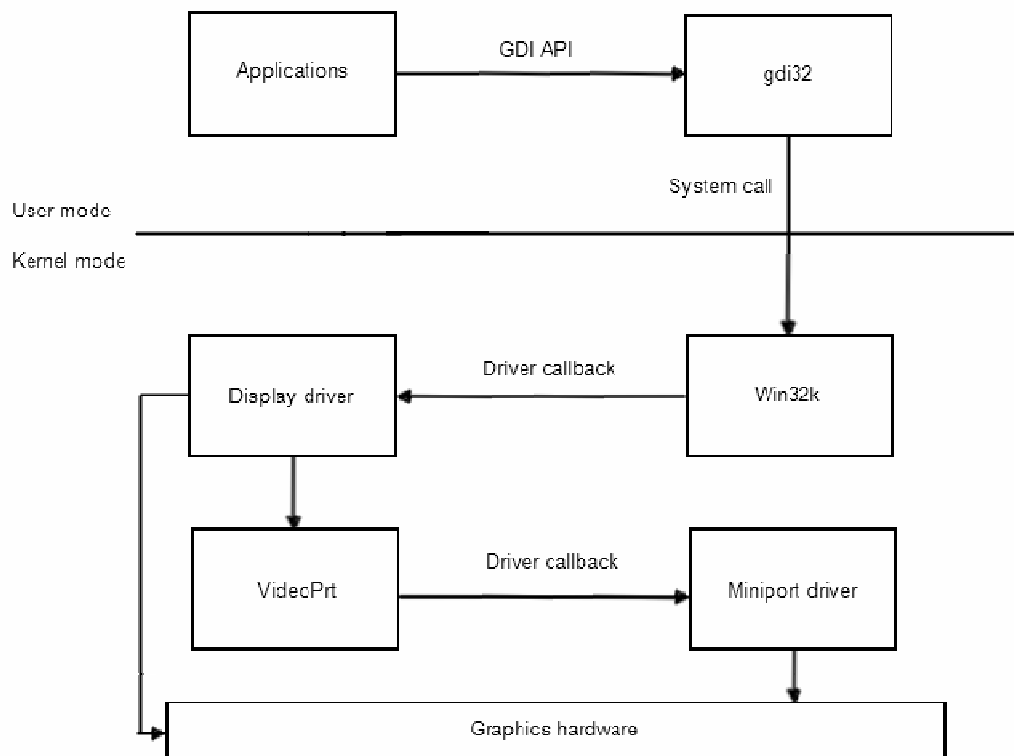 Applications
GDI API
gdi32
System call
User mode
Kernel mode
Display driver
Driver callback
Win32k
VideoPrt
Driver callback
Miniport driver
Graphics hardware